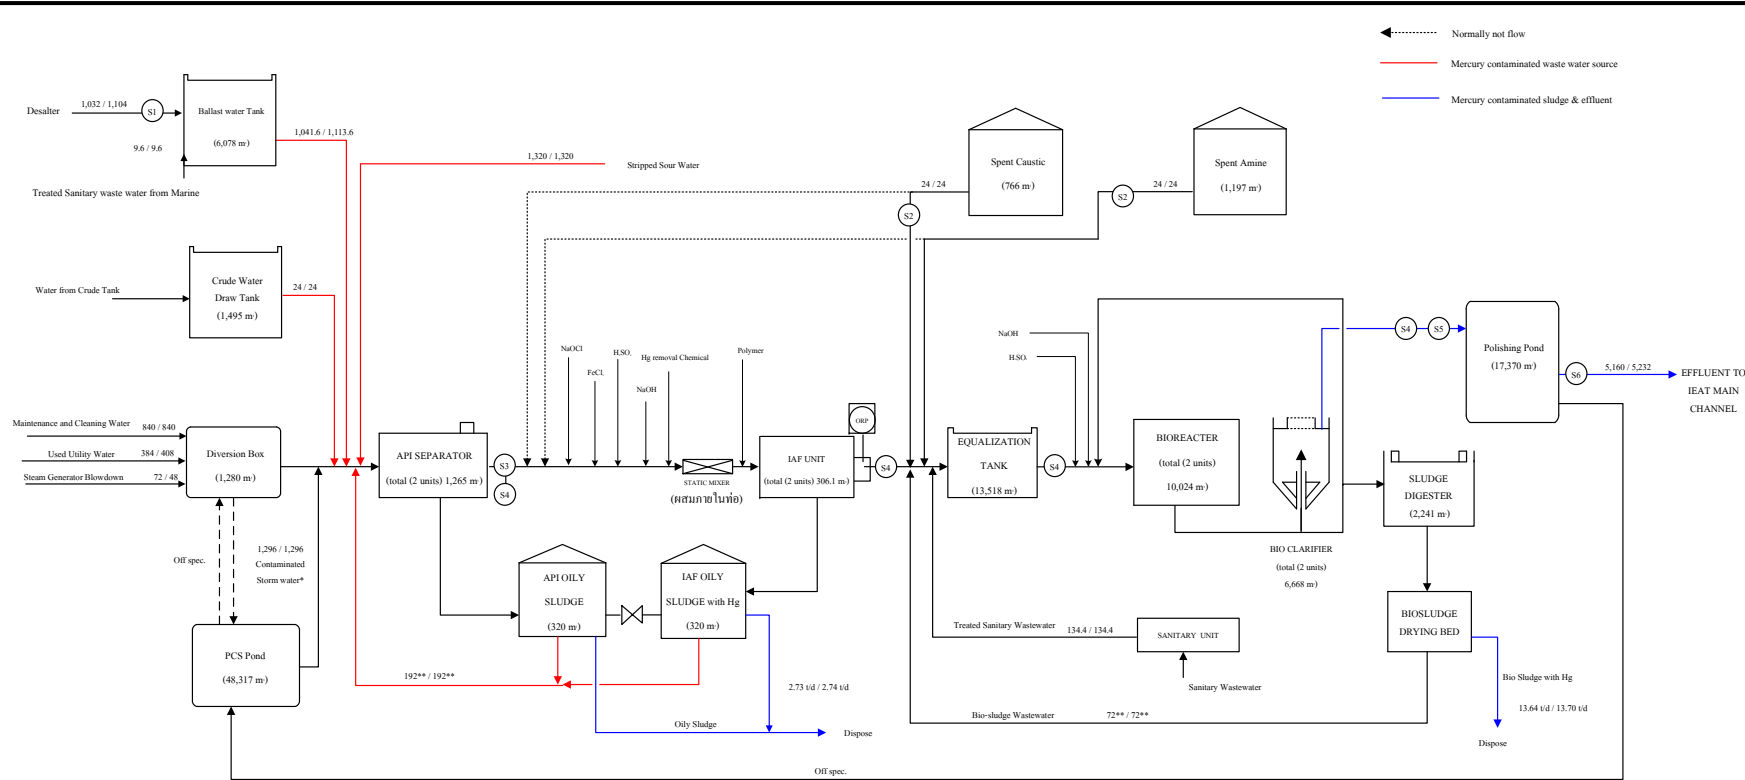 Normally not flow
Mercury contaminated waste water source
Mercury contaminated sludge & effluent
Desalter
1,032 / 1,104
S1
Ballast water Tank
(6,078 m³)
9.6 / 9.6
Treated Sanitary waste water from Marine
1,041.6 / 1,113.6
1,320 / 1,320
Stripped Sour Water
Spent Caustic
(766 m³)
24 / 24
S2
Spent Amine
(1,197 m³)
24 / 24
S2
Water from Crude Tank
Crude Water
Draw Tank
(1,495 m³)
24 / 24
NaOCl
FeCl,
H,SO,
NaOH
Hg removal Chemical
Polymer
NaOH
H,SO,
S4
S5
Polishing Pond
(17,370 m³)
S6
5,160 / 5,232
EFFLUENT TO
IEAT MAIN
CHANNEL
Maintenance and Cleaning Water
840 / 840
Used Utility Water
384 / 408
Steam Generator Blowdown
72 / 48
Diversion Box
(1,280 m³)
API SEPARATOR
(total (2 units) 1,265 m³)
S3
S4
STATIC MIXER
(ผสมภายในท่อ)
ORP
IAF UNIT
(total (2 units) 306.1 m³)
S4
EQUALIZATION
TANK
(13,518 m³)
S4
BIOREACTER
(total (2 units)
10,024 m³)
BIO CLARIFIER
(total (2 units)
6,668 m³)
SLUDGE
DIGESTER
(2,241 m³)
Off spec.
1,296 / 1,296
Contaminated
Storm water*
PCS Pond
(48,317 m³)
API OILY
SLUDGE
(320 m³)
IAF OILY
SLUDGE with Hg
(320 m³)
192** / 192**
2.73 t/d / 2.74 t/d
Oily Sludge
Dispose
Treated Sanitary Wastewater
134.4 / 134.4
SANITARY UNIT
Sanitary Wastewater
BIOSLUDGE
DRYING BED
Bio Sludge with Hg
13.64 t/d / 13.70 t/d
Dispose
Bio-sludge Wastewater
72** / 72**
Off spec.